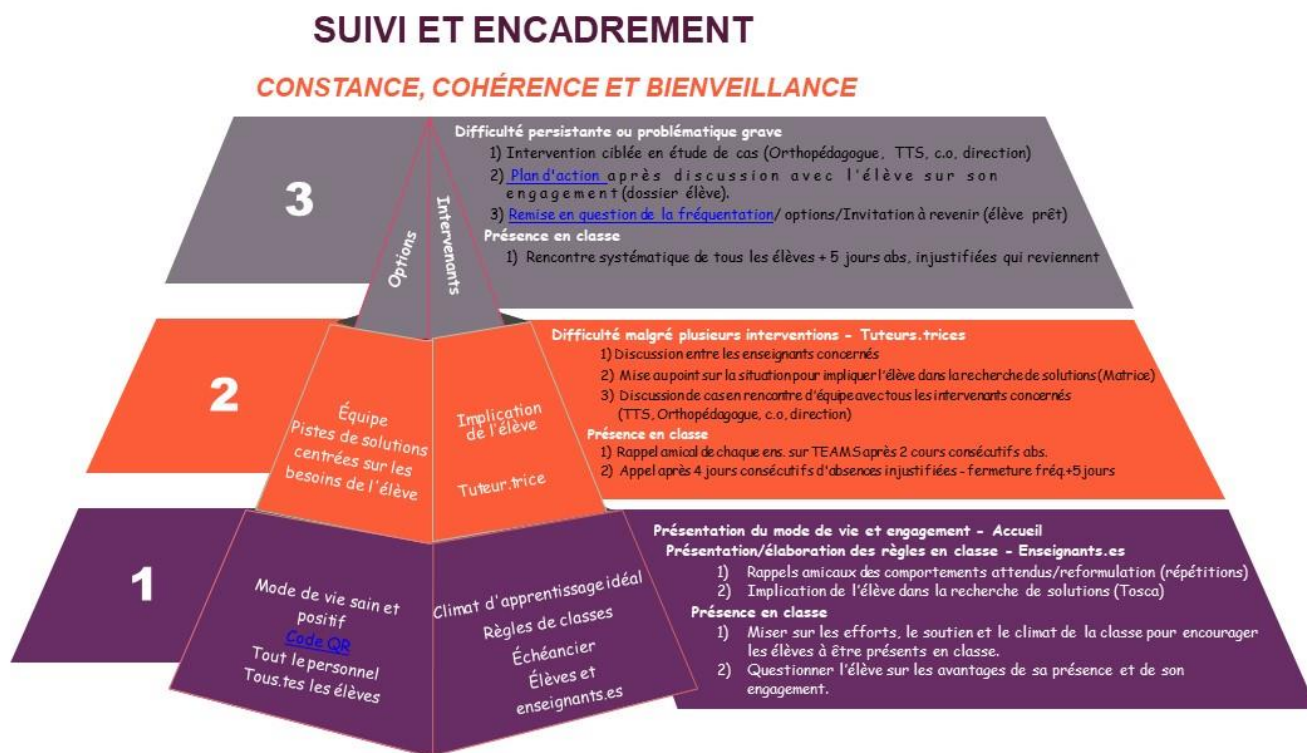 SUIVI ET ENCADREMENT
CONSTANCE, COHÉRENCE ET BIENVEILLANCE
3
Options
Intervenants
Difficulté persistante ou problématique grave
1) Intervention ciblée en étude de cas (Orthopédagogue, TTS, c.o, direction)
2) Plan d'action après discussion avec l'élève sur son
engagement (dossier élève).
3) Remise en question de la fréquentation/ options/Invitation à revenir (élève prêt)
Présence en classe
1) Rencontre systématique de tous les élèves + 5 jours abs, injustifiées qui reviennent
2
Équipe
Pistes de solutions
centrées sur les
besoins de l'élève
Implication
de l'élève
Tuteur.trice
Difficulté malgré plusieurs interventions - Tuteurs.trices
1) Discussion entre les enseignants concernés
2) Mise au point sur la situation pour impliquer l'élève dans la recherche de solutions (Matrice)
3) Discussion de cas en rencontre d'équipe avec tous les intervenants concernés
(TTS, Orthopédagogue, c.o, direction)
Présence en classe
1) Rappel amical de chaque ens. sur TEAMS après 2 cours consécutifs abs.
2) Appel après 4 jours consécutifs d'absences injustifiées - fermeture fréq.+5 jours
1
Mode de vie sain et
positif
Code QR
Tout le personnel
Tous.tes les élèves
Climat d'apprentissage idéal
Règles de classes
Échéancier
Élèves et
enseignants.es
Présentation du mode de vie et engagement - Accueil
Présentation/élaboration des règles en classe - Enseignants.es
1) Rappels amicaux des comportements attendus/reformulation (répétitions)
2) Implication de l'élève dans la recherche de solutions (Tosca)
Présence en classe
1) Miser sur les efforts, le soutien et le climat de la classe pour encourager
les élèves à être présents en classe.
2) Questionner l'élève sur les avantages de sa présence et de son
engagement.